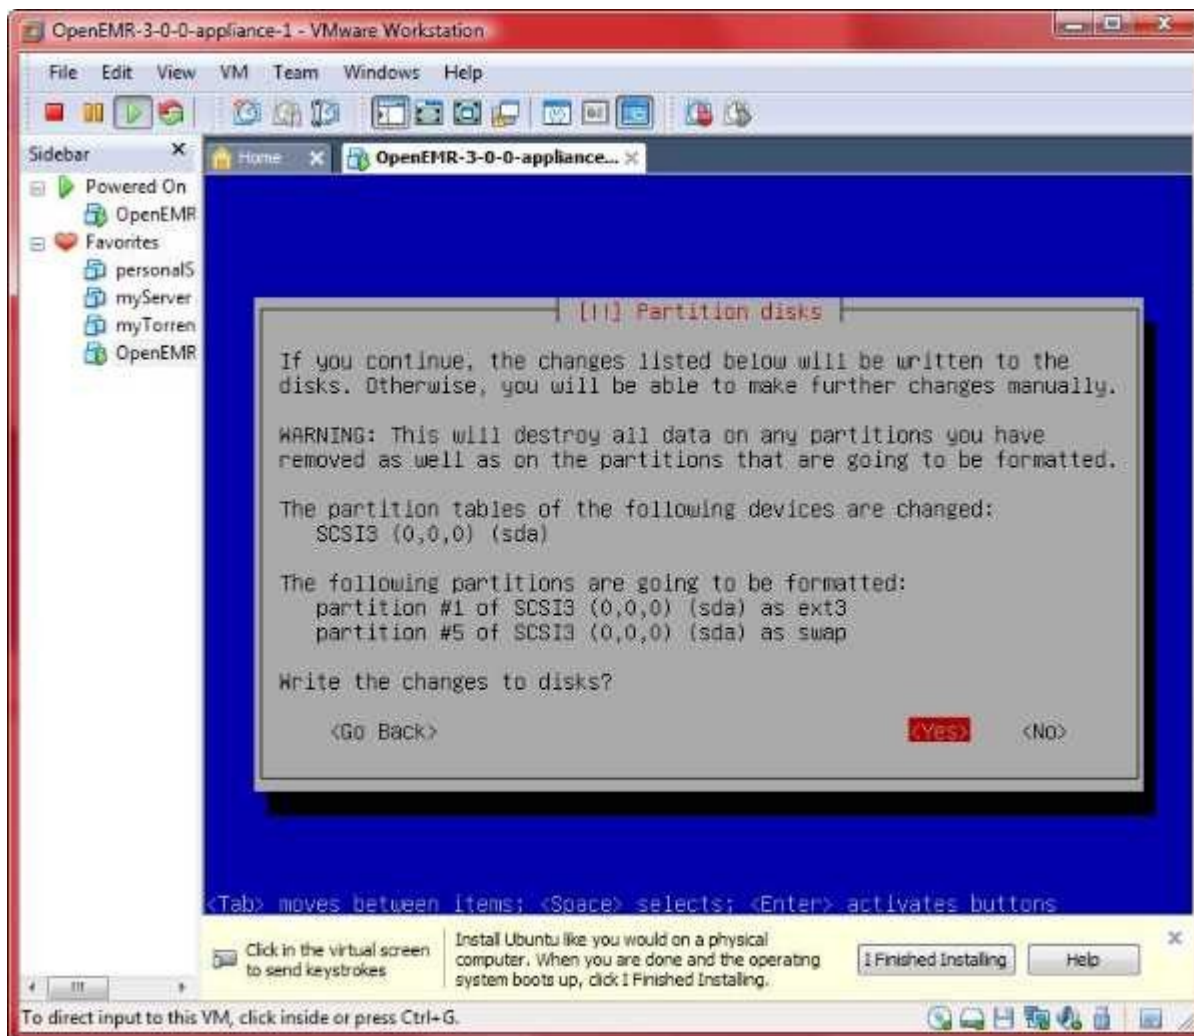 OpenEMR-3-0-0-appliance-1 - VMware Workstation
File Edit View VM Team Windows Help
Sidebar
Home
OpenEMR-3-0-0-appliance...
Powered On
OpenEMR
Favorites
personalS
myServer
myTorren
OpenEMR
[!!] Partition disks
If you continue, the changes listed below will be written to the
disks. Otherwise, you will be able to make further changes manually.
WARNING: This will destroy all data on any partitions you have
removed as well as on the partitions that are going to be formatted.
The partition tables of the following devices are changed:
SCSI3 (0,0,0) (sda)
The following partitions are going to be formatted:
partition #1 of SCSI3 (0,0,0) (sda) as ext3
partition #5 of SCSI3 (0,0,0) (sda) as swap
Write the changes to disks?
<Go Back> <Yes> <No>
<Tab> moves between items; <Space> selects; <Enter> activates buttons
Click in the virtual screen
to send keystrokes
Install Ubuntu like you would on a physical
computer. When you are done and the operating
system boots up, click I Finished Installing.
I Finished Installing
Help
To direct input to this VM, click inside or press Ctrl+G.